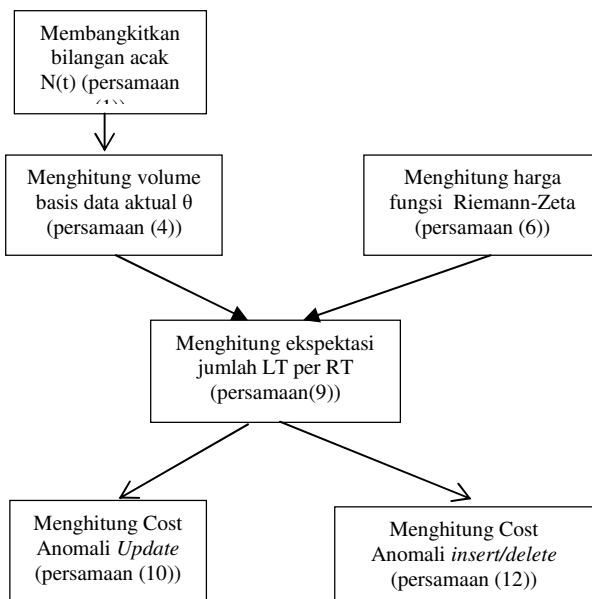 Membangkitkan
bilangan acak
N(t) (persamaan
Menghitung volume
basis data aktual θ
(persamaan (4))
Menghitung harga
fungsi Riemann-Zeta
(persamaan (6))
Menghitung ekspektasi
jumlah LT per RT
(persamaan(9))
Menghitung Cost
Anomali Update
(persamaan (10))
Menghitung Cost
Anomali insert/delete
(persamaan (12))